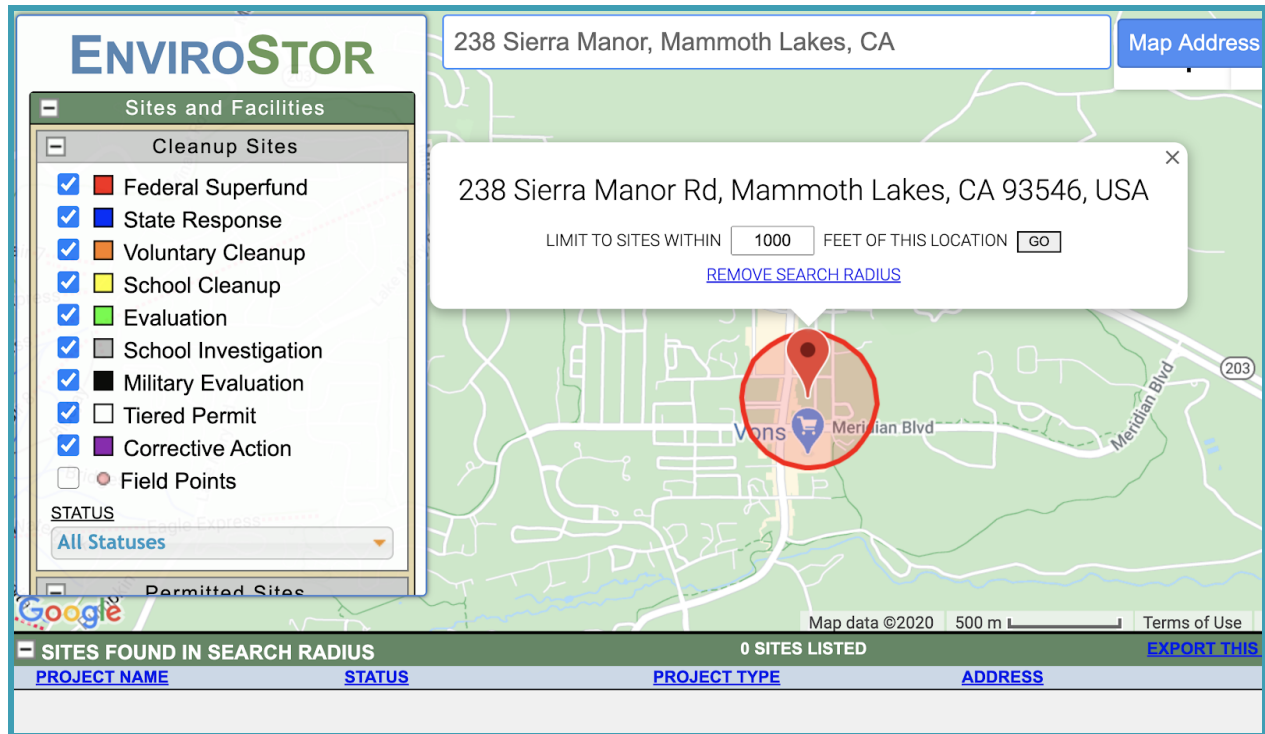 ENVIROSTOR
238 Sierra Manor, Mammoth Lakes, CA
Map Address
Sites and Facilities
Cleanup Sites
Federal Superfund
State Response
Voluntary Cleanup
School Cleanup
Evaluation
School Investigation
Military Evaluation
Tiered Permit
Corrective Action
Field Points
STATUS
Eagle Express
All Statuses
Permitted Sites
238 Sierra Manor Rd, Mammoth Lakes, CA 93546, USA
LIMIT TO SITES WITHIN 1000 FEET OF THIS LOCATION GO
REMOVE SEARCH RADIUS
203
Meridian Blvd
Vons
Meridian Blvd
Google
Map data ©2020 500 m Terms of Use
SITES FOUND IN SEARCH RADIUS 0 SITES LISTED EXPORT THIS
PROJECT NAME STATUS PROJECT TYPE ADDRESS